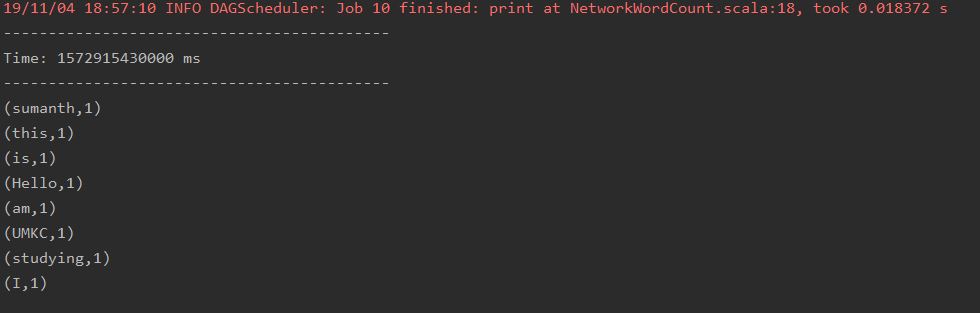 19/11/04 18:57:10 INFO DAGScheduler: Job 10 finished: print at NetworkWordCount.scala:18, took 0.018372 s
-------------------------------------------
Time: 1572915430000 ms
-------------------------------------------
(sumanth,1)
(this,1)
(is,1)
(Hello,1)
(am,1)
(UMKC,1)
(studying,1)
(I,1)